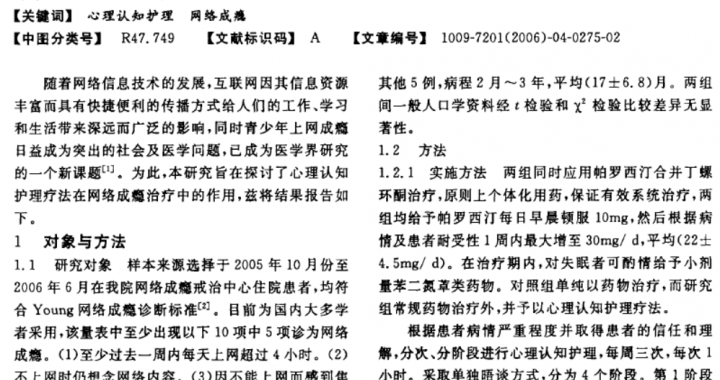 【关键词】 心理认知护理 网络成瘾
【中图分类号】 R47.749 【文献标识码】 A 【文章编号】 1009-7201(2006)-04-0275-02
随着网络信息技术的发展,互联网因其信息资源
丰富而具有快捷便利的传播方式给人们的工作、学习
和生活带来深远而广泛的影响,同时青少年上网成瘾
日益成为突出的社会及医学问题,已成为医学界研究
的一个新课题[1]。为此,本研究旨在探讨了心理认知
护理疗法在网络成瘾治疗中的作用,兹将结果报告如
下。
1 对象与方法
1.1 研究对象 样本来源选择于 2005 年 10 月份至
2006 年 6 月在我院网络成瘾戒治中心住院患者,均符
合 Young 网络成瘾诊断标准[2]。目前为国内大多学
者采用,该量表中至少出现以下 10 项中 5 项诊为网络
成瘾。(1)至少过去一周内每天上网超过 4 小时。(2)
不上网时仍想念网络内容。(3)因不能上网而感到焦
其他 5 例,病程 2 月～3 年,平均(17±6.8)月。两组
间一般人口学资料经 t 检验和 χ² 检验比较差异无显
著性。
1.2 方法
1.2.1 实施方法 两组同时应用帕罗西汀合并丁螺
环酮治疗,原则上个体化用药,保证有效系统治疗,两
组均给予帕罗西汀每日早晨顿服 10mg,然后根据病
情及患者耐受性 1 周内最大增至 30mg/ d,平均(22±
4.5mg/ d)。在治疗期内,对失眠者可酌情给予小剂
量苯二氮䓬类药物。对照组单纯以药物治疗,而研究
组常规药物治疗外,并予以心理认知护理疗法。
根据患者病情严重程度并取得患者的信任和理
解,分次、分阶段进行心理认知护理,每周三次,每次 1
小时。采取单独晤谈方式,分为 4 个阶段。第 1 阶段